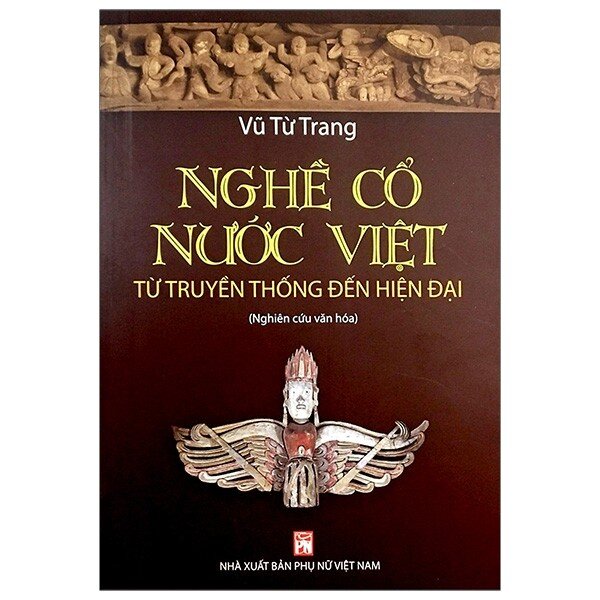 Vũ Từ Trang
NGHỀ CỔ
NƯỚC VIỆT
TỪ TRUYỀN THỐNG ĐẾN HIỆN ĐẠI
(Nghiên cứu văn hóa)
PN
NHÀ XUẤT BẢN PHỤ NỮ VIỆT NAM